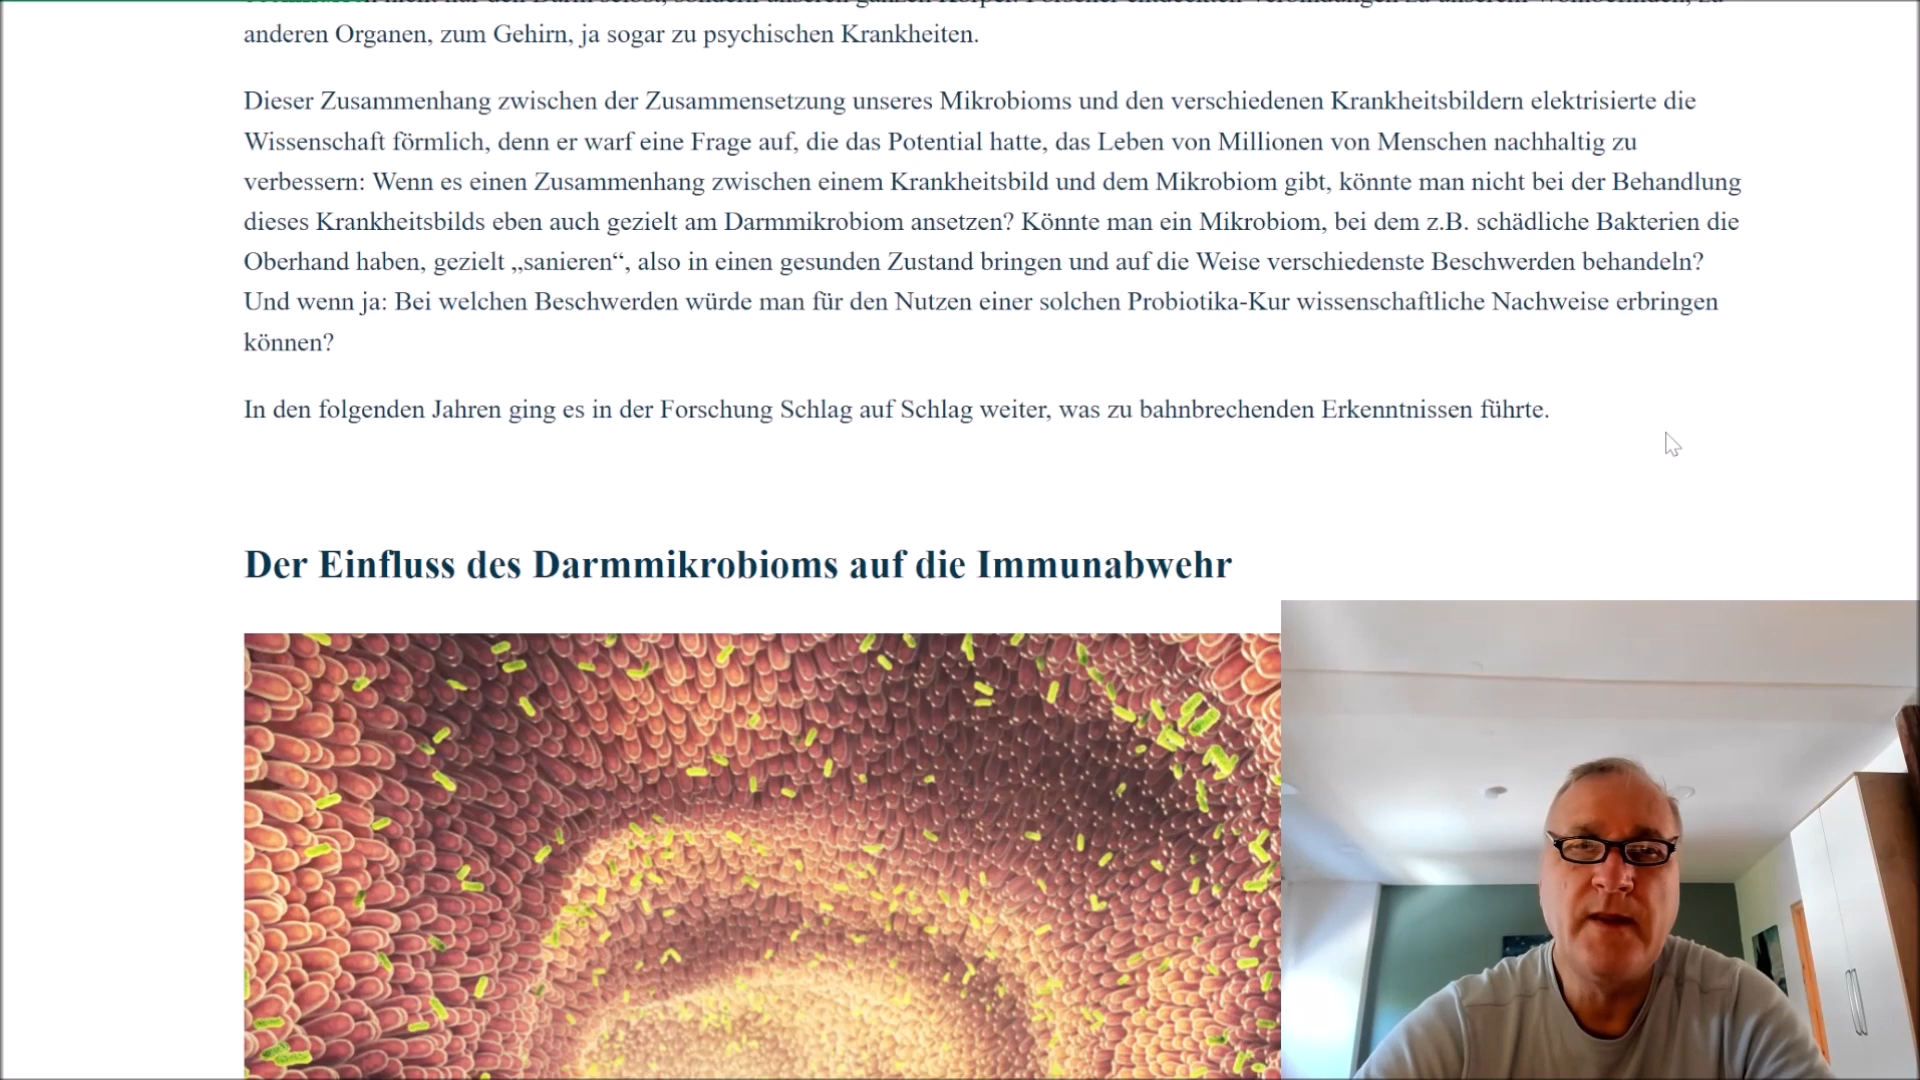 anderen Organen, zum Gehirn, ja sogar zu psychischen Krankheiten.
Dieser Zusammenhang zwischen der Zusammensetzung unseres Mikrobioms und den verschiedenen Krankheitsbildern elektrisierte die
Wissenschaft förmlich, denn er warf eine Frage auf, die das Potential hatte, das Leben von Millionen von Menschen nachhaltig zu
verbessern: Wenn es einen Zusammenhang zwischen einem Krankheitsbild und dem Mikrobiom gibt, könnte man nicht bei der Behandlung
dieses Krankheitsbilds eben auch gezielt am Darmmikrobiom ansetzen? Könnte man ein Mikrobiom, bei dem z.B. schädliche Bakterien die
Oberhand haben, gezielt „sanieren“, also in einen gesunden Zustand bringen und auf die Weise verschiedenste Beschwerden behandeln?
Und wenn ja: Bei welchen Beschwerden würde man für den Nutzen einer solchen Probiotika-Kur wissenschaftliche Nachweise erbringen
können?
In den folgenden Jahren ging es in der Forschung Schlag auf Schlag weiter, was zu bahnbrechenden Erkenntnissen führte.
Der Einfluss des Darmmikrobioms auf die Immunabwehr